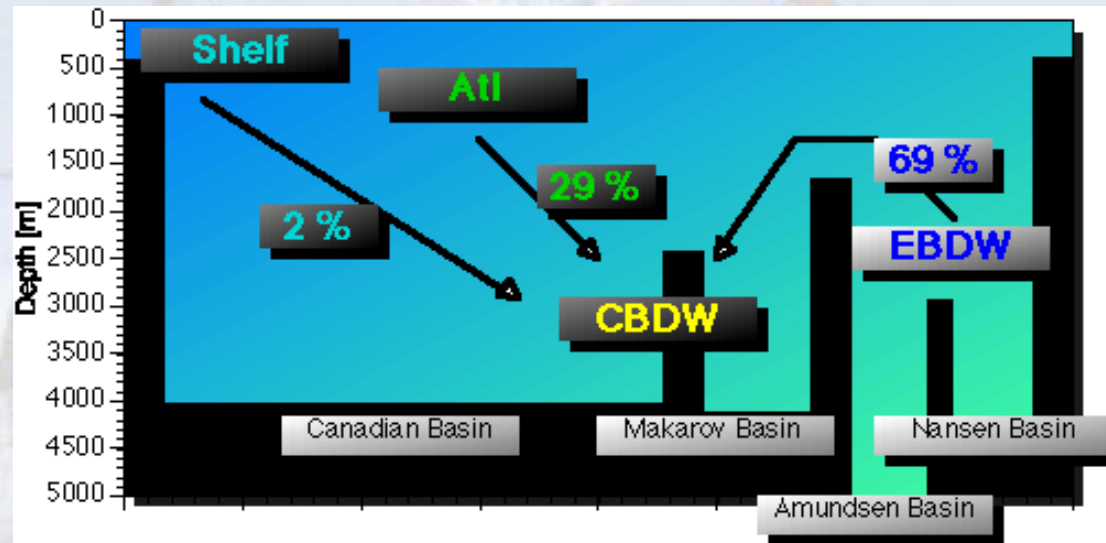 Depth [m]
0
500
1000
1500
2000
2500
3000
3500
4000
4500
5000
Shelf
Atl
69 %
29 %
2 %
EBDW
CBDW
Canadian Basin
Makarov Basin
Nansen Basin
Amundsen Basin